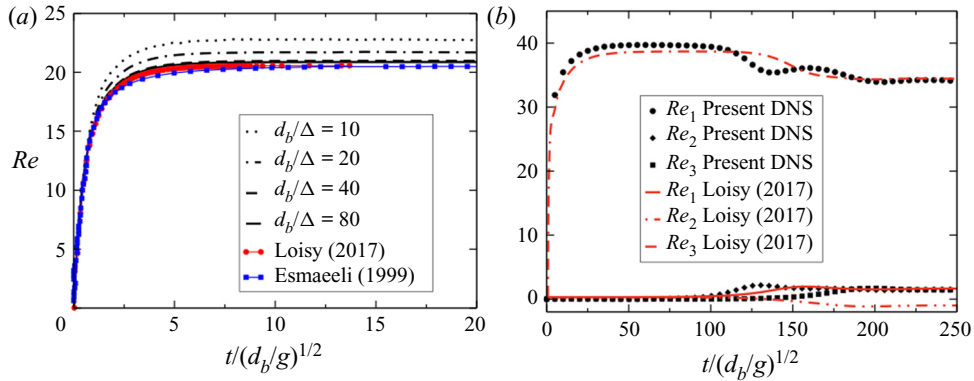 (a)
Re
25
20
15
10
5
0
5
10
15
20
t/(d_b/g)^{1/2}
d_b/Δ = 10
d_b/Δ = 20
d_b/Δ = 40
d_b/Δ = 80
Loisy (2017)
Esmaeeli (1999)
(b)
40
30
20
10
0
0
50
100
150
200
250
t/(d_b/g)^{1/2}
Re_1 Present DNS
Re_2 Present DNS
Re_3 Present DNS
Re_1 Loisy (2017)
Re_2 Loisy (2017)
Re_3 Loisy (2017)